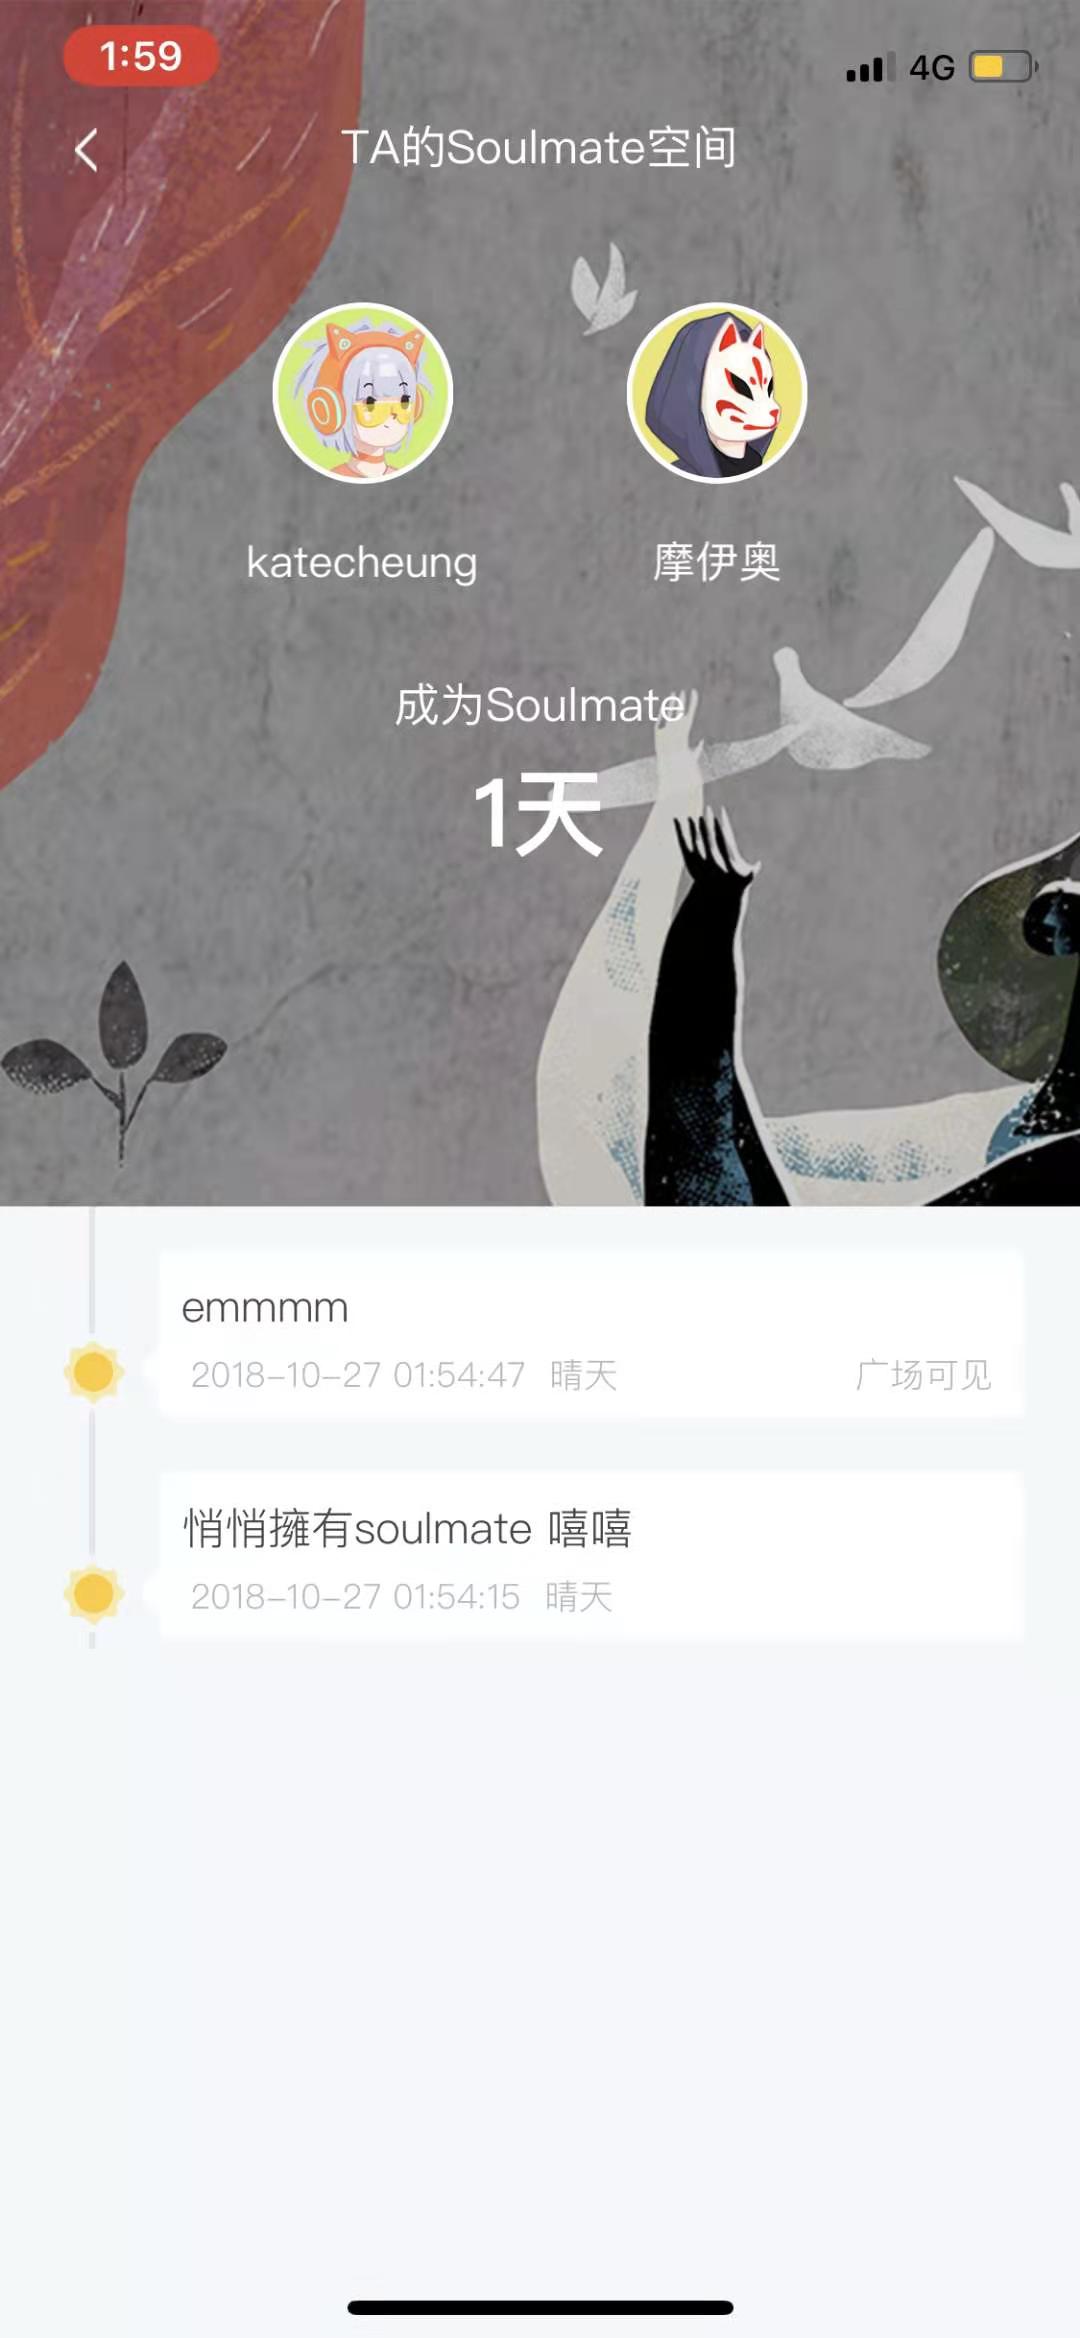 1:59
4G
TA的Soulmate空间
katecheung
摩伊奥
成为Soulmate
1天
emmmm
2018-10-27 01:54:47 晴天 广场可见
悄悄擁有soulmate 嘻嘻
2018-10-27 01:54:15 晴天